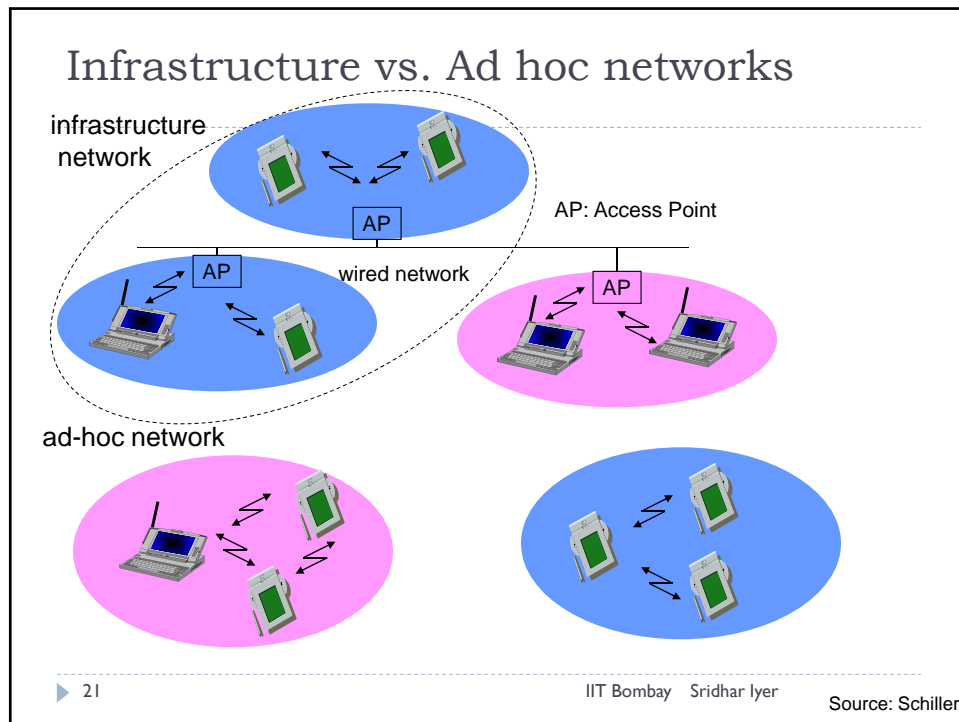 Infrastructure vs. Ad hoc networks
infrastructure
network
AP
AP: Access Point
AP
wired network
AP
ad-hoc network
21
IIT Bombay Sridhar Iyer
Source: Schiller